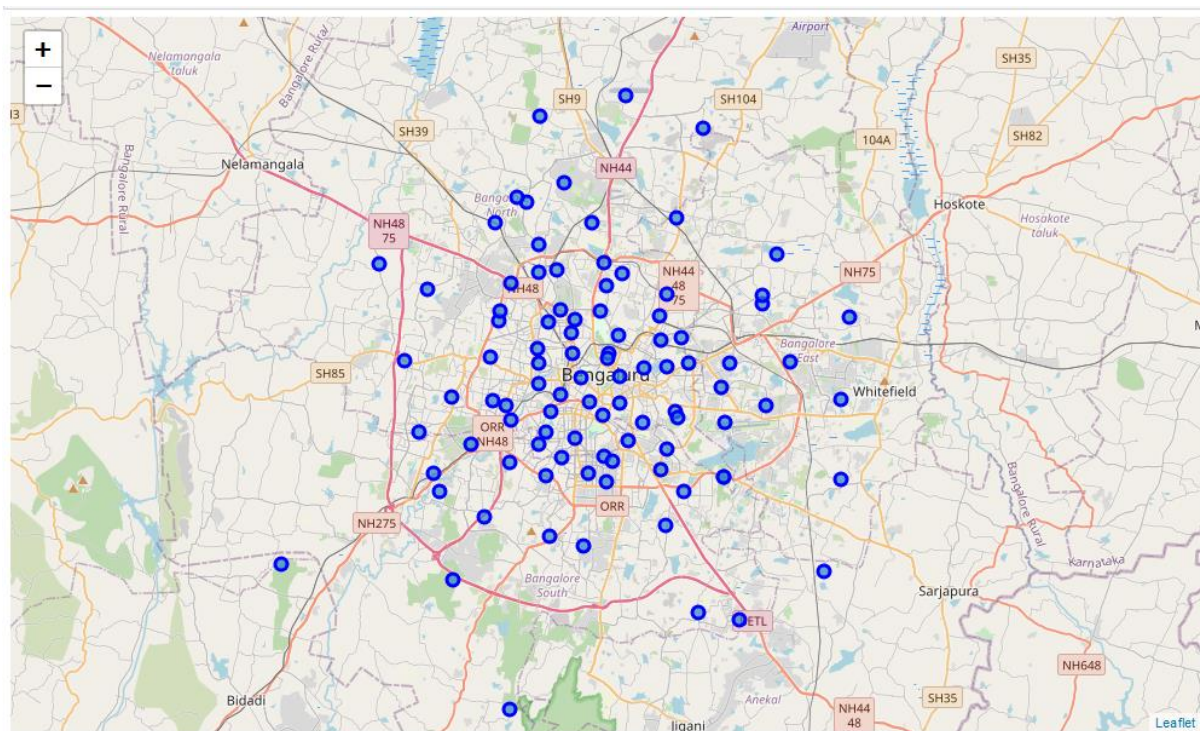 +
−
Nelamangala
taluk
Bangalore Rural
Bangalore Rural
Airport
SH35
SH9
SH104
SH39
104A
SH82
Nelamangala
NH44
Hoskote
Hosakote
taluk
North
NH48
75
NH44
48
75
NH75
NH48
Bangalore
East
SH85
Bengaluru
Whitefield
ORR
NH48
ORR
NH275
Bangalore Rural
Karnataka
Bangalore
South
Sarjapura
ETL
NH648
Bidadi
Anekal
SH35
NH44
48
Jigani
Leaflet